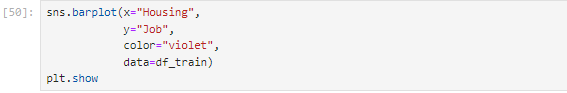 [50]: sns.barplot(x="Housing",
y="Job",
color="violet",
data=df_train)
plt.show